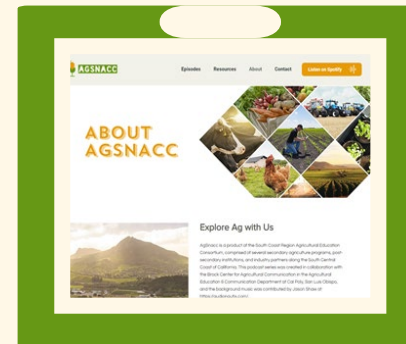 AGSNACC
Episodes Resources About Contact Listen on Spotify
ABOUT
AGSNACC
Explore Ag with Us
AgSnacc is a product of the South Coast Region Agricultural Education
Consortium, comprised of several secondary agriculture programs, post-
secondary institutions, and industry partners along the South Central
Coast of California. This podcast series was created in collaboration with
the Brock Center for Agricultural Communication in the Agricultural
Education & Communication Department at Cal Poly, San Luis Obispo,
and the background music was contributed by Jason Shaw at